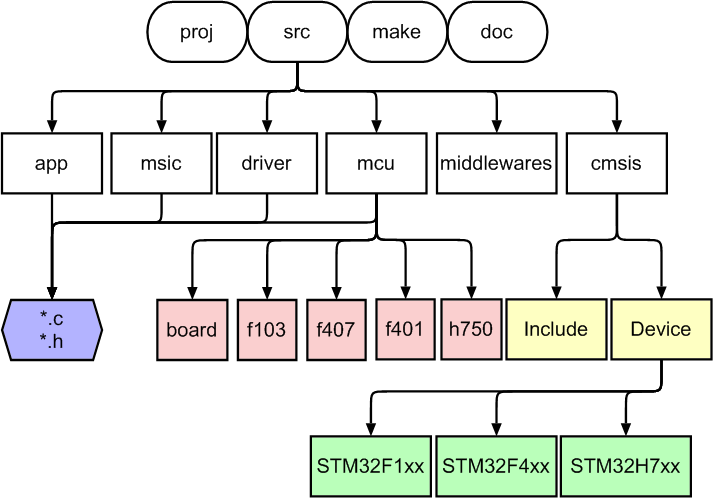 proj
src
make
doc
app
msic
driver
mcu
middlewares
cmsis
*.c
*.h
board
f103
f407
f401
h750
Include
Device
STM32F1xx
STM32F4xx
STM32H7xx